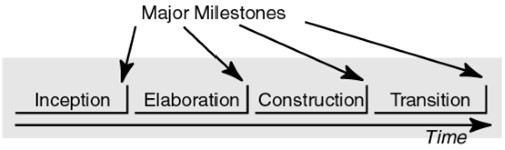 Major Milestones
Inception Elaboration Construction Transition
Time